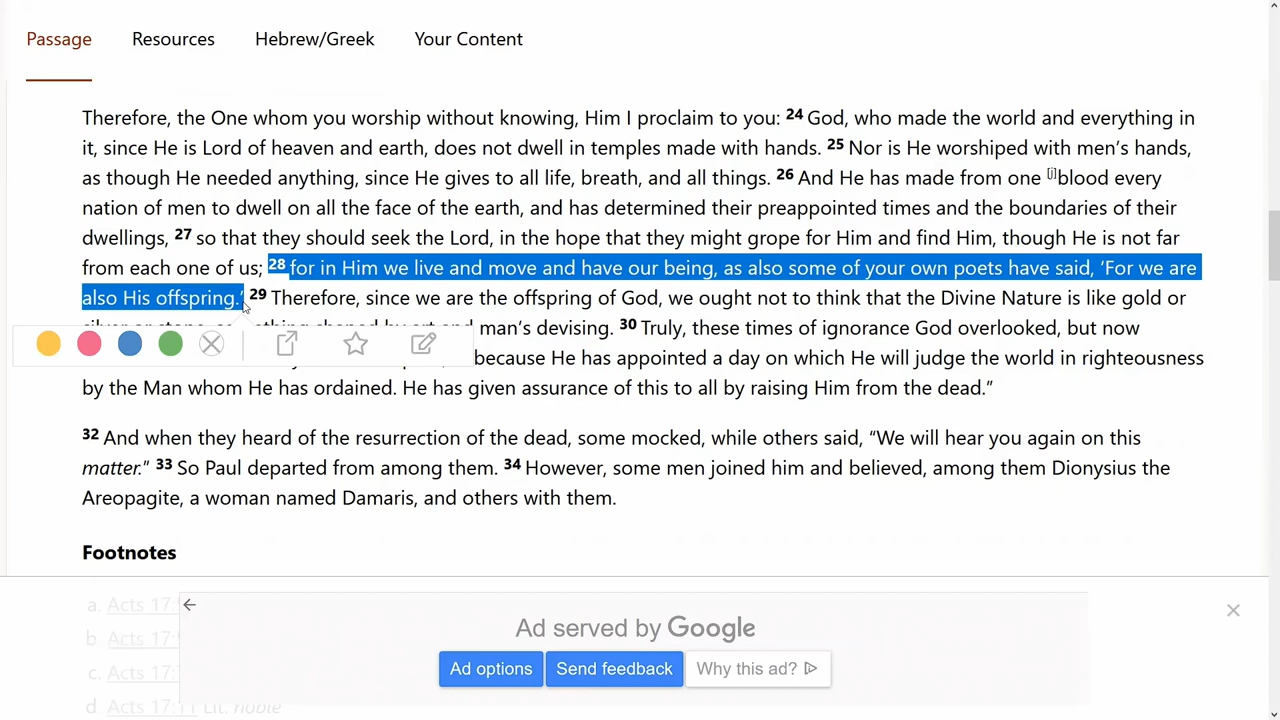 Passage Resources Hebrew/Greek Your Content
Therefore, the One whom you worship without knowing, Him I proclaim to you: 24 God, who made the world and everything in
it, since He is Lord of heaven and earth, does not dwell in temples made with hands. 25 Nor is He worshiped with men’s hands,
as though He needed anything, since He gives to all life, breath, and all things. 26 And He has made from one [j]blood every
nation of men to dwell on all the face of the earth, and has determined their preappointed times and the boundaries of their
dwellings, 27 so that they should seek the Lord, in the hope that they might grope for Him and find Him, though He is not far
from each one of us; 28 for in Him we live and move and have our being, as also some of your own poets have said, ‘For we are
also His offspring.’ 29 Therefore, since we are the offspring of God, we ought not to think that the Divine Nature is like gold or
man’s devising. 30 Truly, these times of ignorance God overlooked, but now
because He has appointed a day on which He will judge the world in righteousness
by the Man whom He has ordained. He has given assurance of this to all by raising Him from the dead.”
32 And when they heard of the resurrection of the dead, some mocked, while others said, “We will hear you again on this
matter.” 33 So Paul departed from among them. 34 However, some men joined him and believed, among them Dionysius the
Areopagite, a woman named Damaris, and others with them.
Footnotes
a. Acts 17:
b Acts 17:
c. Acts 17:
d Acts 17:11 Lit. noble
Ad served by Google
Ad options Send feedback Why this ad?